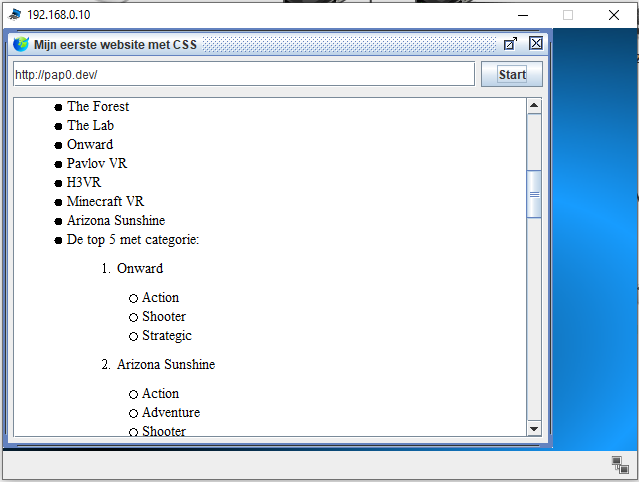 192.168.0.10
Mijn eerste website met CSS
http://pap0.dev/
Start
The Forest
The Lab
Onward
Pavlov VR
H3VR
Minecraft VR
Arizona Sunshine
De top 5 met categorie:
1. Onward
Action
Shooter
Strategic
2. Arizona Sunshine
Action
Adventure
Shooter